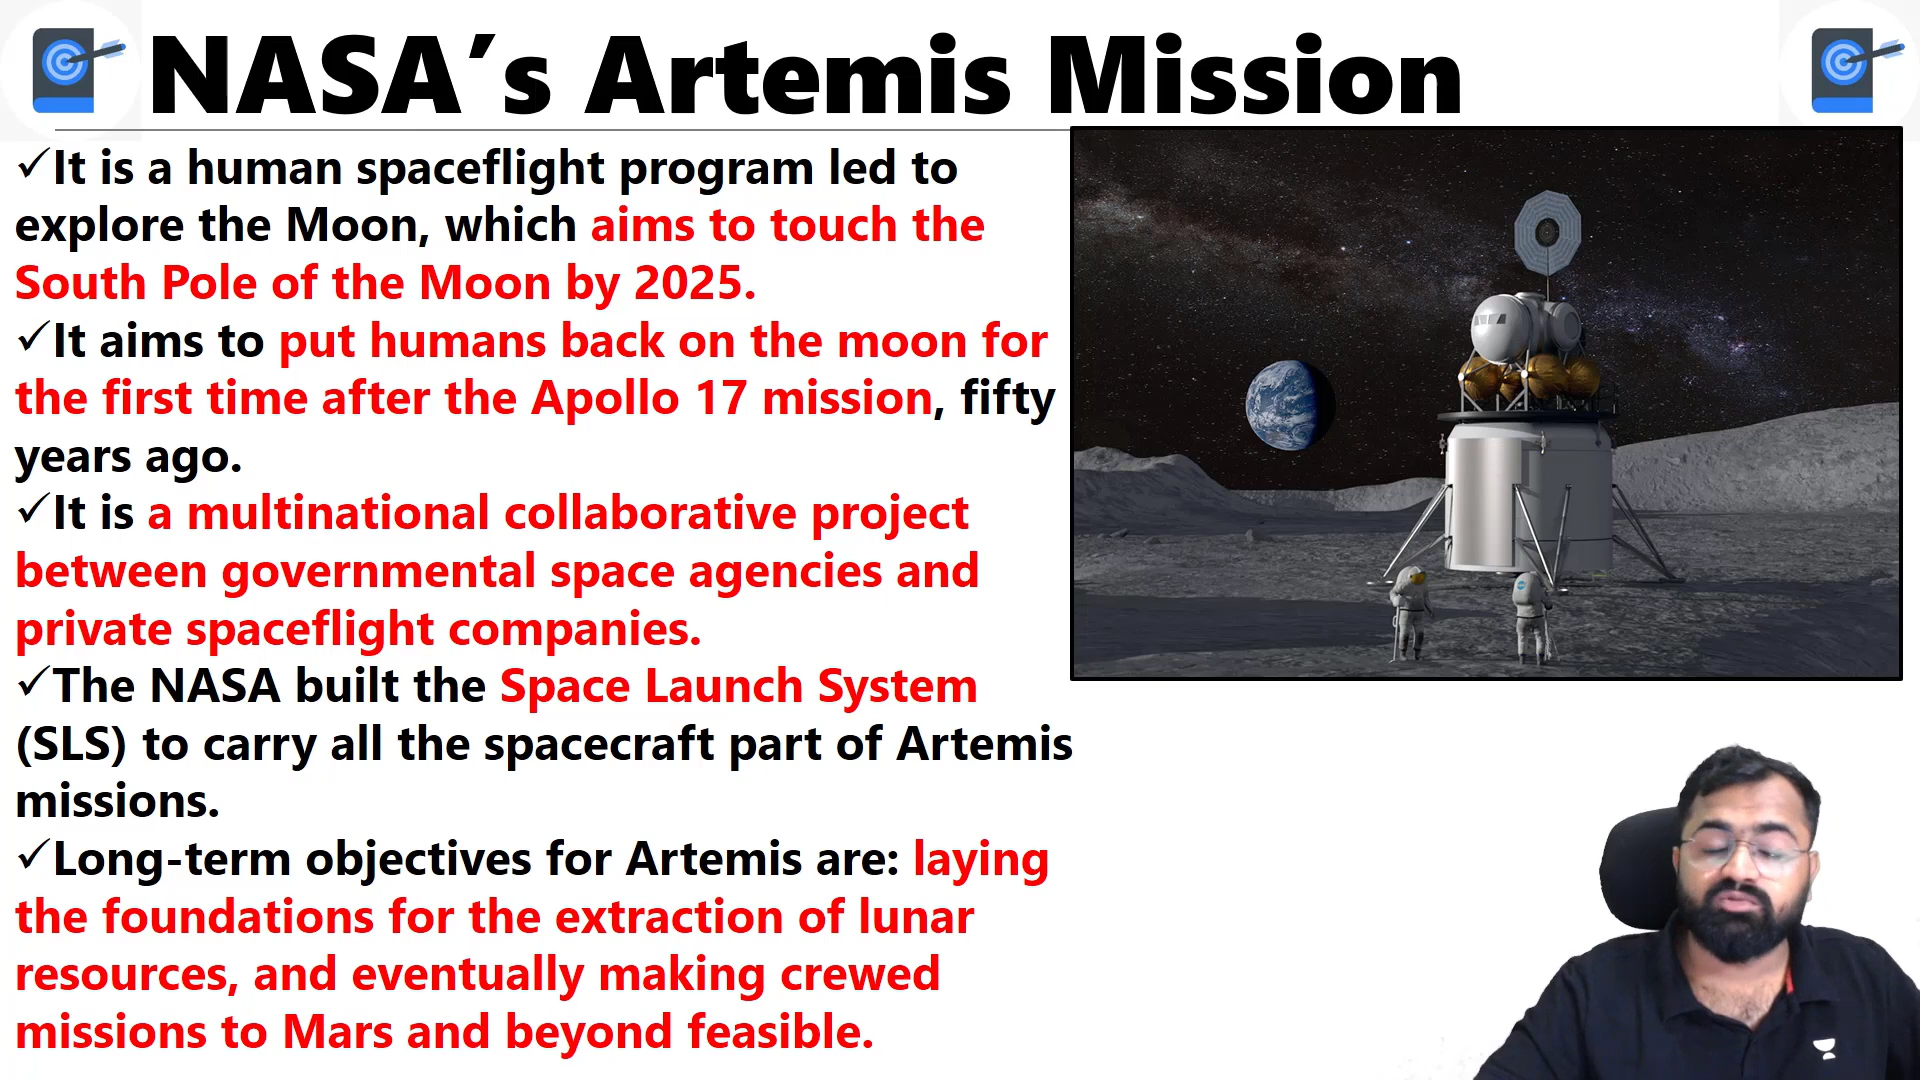 NASA’s Artemis Mission
✓It is a human spaceflight program led to
explore the Moon, which aims to touch the
South Pole of the Moon by 2025.
✓It aims to put humans back on the moon for
the first time after the Apollo 17 mission, fifty
years ago.
✓It is a multinational collaborative project
between governmental space agencies and
private spaceflight companies.
✓The NASA built the Space Launch System
(SLS) to carry all the spacecraft part of Artemis
missions.
✓Long-term objectives for Artemis are: laying
the foundations for the extraction of lunar
resources, and eventually making crewed
missions to Mars and beyond feasible.